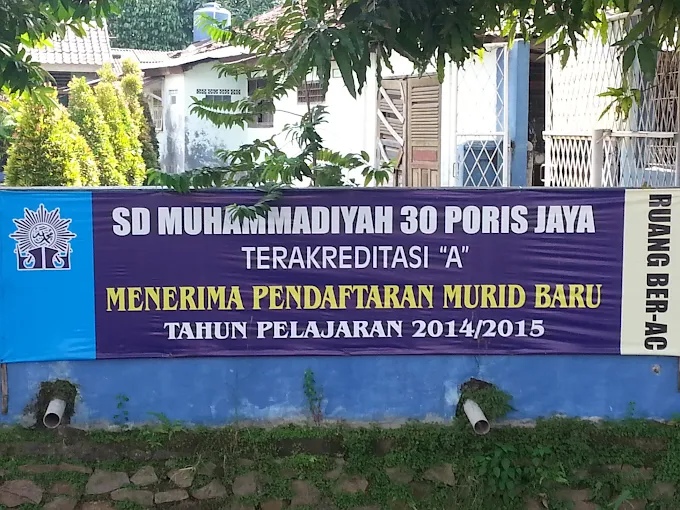 SD MUHAMMADIYAH 30 PORIS JAYA
TERAKREDITASI "A"
MENERIMA PENDAFTARAN MURID BARU
TAHUN PELAJARAN 2014/2015
RUANG BER-AC